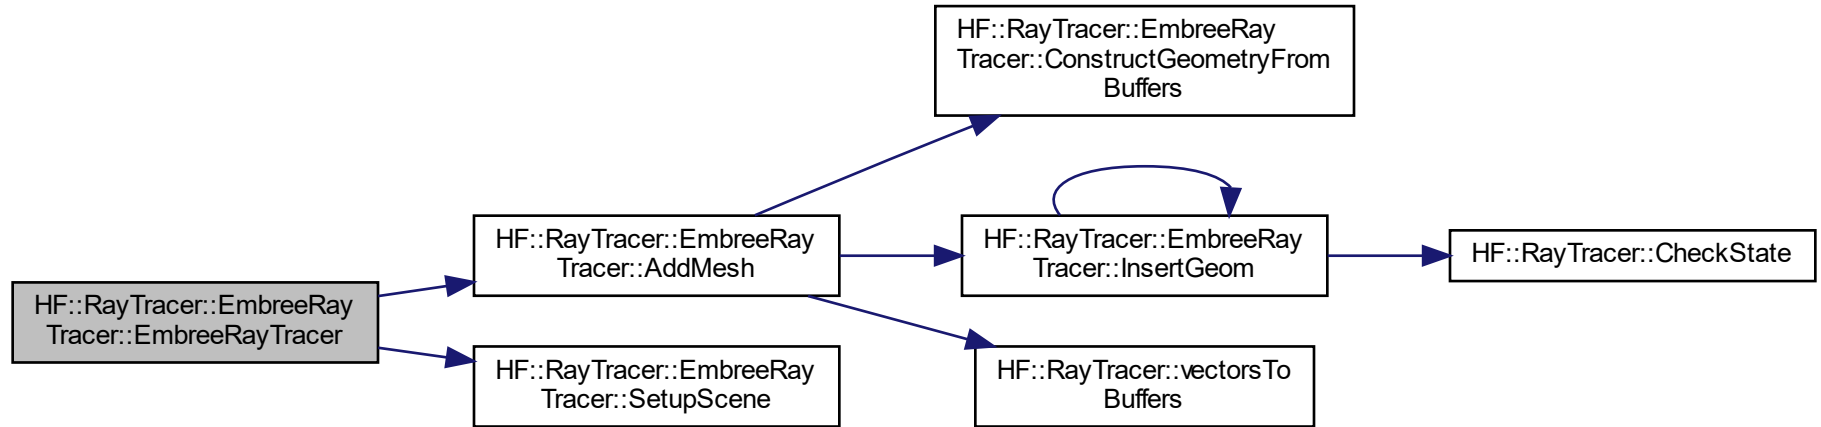 HF::RayTracer::EmbreeRay
Tracer::EmbreeRayTracer
HF::RayTracer::EmbreeRay
Tracer::AddMesh
HF::RayTracer::EmbreeRay
Tracer::SetupScene
HF::RayTracer::EmbreeRay
Tracer::ConstructGeometryFrom
Buffers
HF::RayTracer::EmbreeRay
Tracer::InsertGeom
HF::RayTracer::vectorsTo
Buffers
HF::RayTracer::CheckState